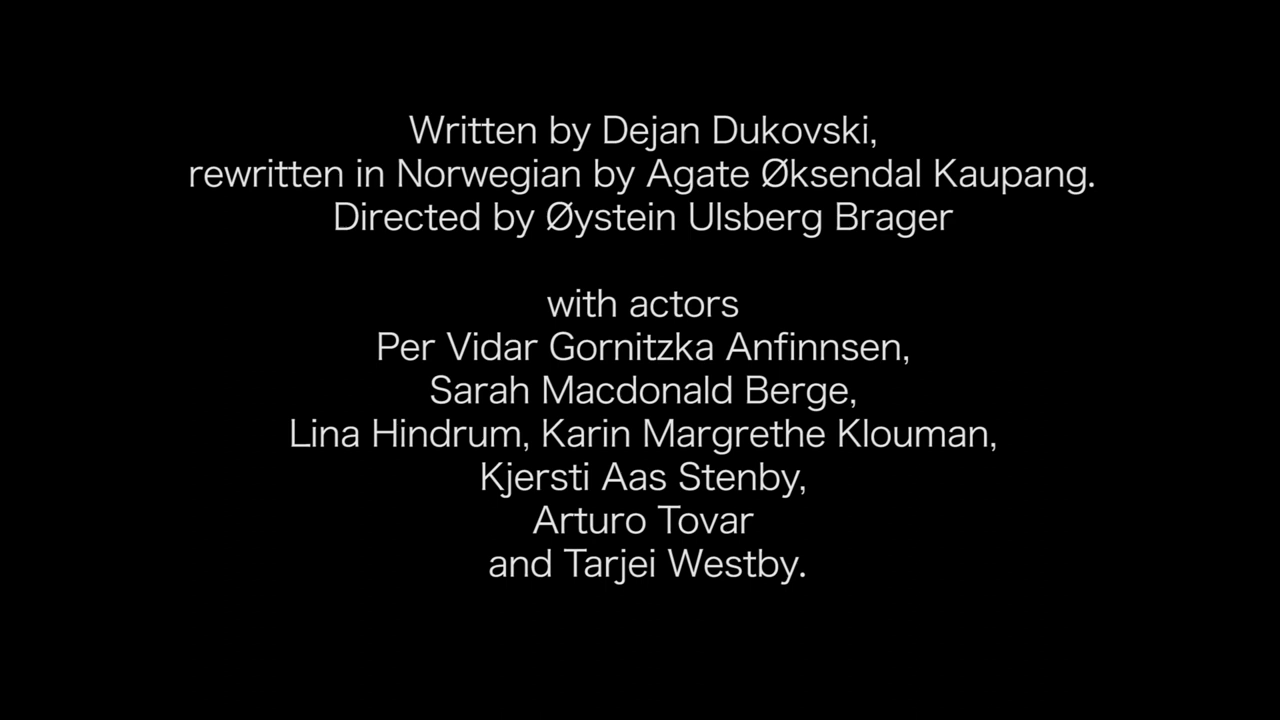 Written by Dejan Dukovski,
rewritten in Norwegian by Agate Øksendal Kaupang.
Directed by Øystein Ulsberg Brager
with actors
Per Vidar Gornitzka Anfinnsen,
Sarah Macdonald Berge,
Lina Hindrum, Karin Margrethe Klouman,
Kjersti Aas Stenby,
Arturo Tovar
and Tarjei Westby.